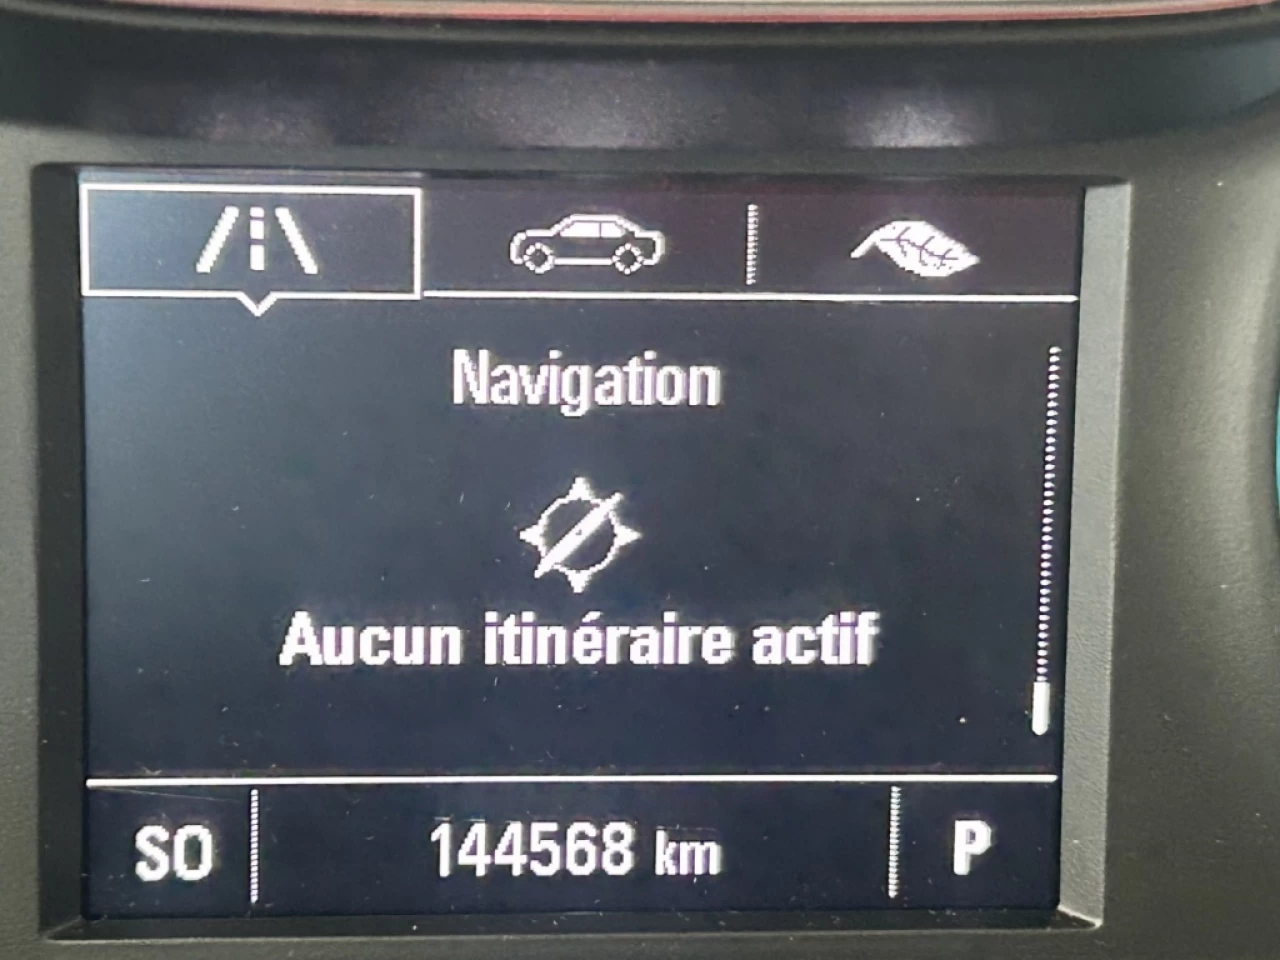 Navigation
Aucun itinéraire actif
SO 144568 km P